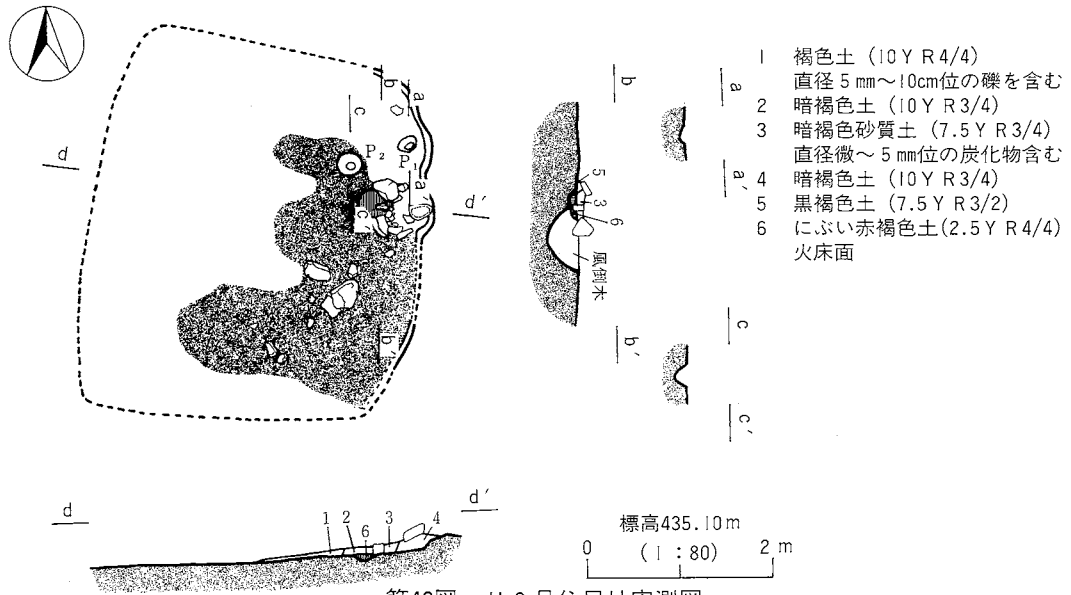 1 褐色土 (10YR4/4)
直径5㎜～10cm位の礫を含む
2 暗褐色土 (10YR3/4)
3 暗褐色砂質土 (7.5YR3/4)
直径微～5㎜位の炭化物含む
4 暗褐色土 (10YR3/4)
5 黒褐色土 (7.5YR3/2)
6 にぶい赤褐色土(2.5YR4/4)
火床面
b
a
c
d
P2
P
a
c
d'
b'
b
5
3
6
風倒木
b'
a
a'
c
c'
d
d'
1 2 6 3 4
標高435.10m
(1:80)
0 2m